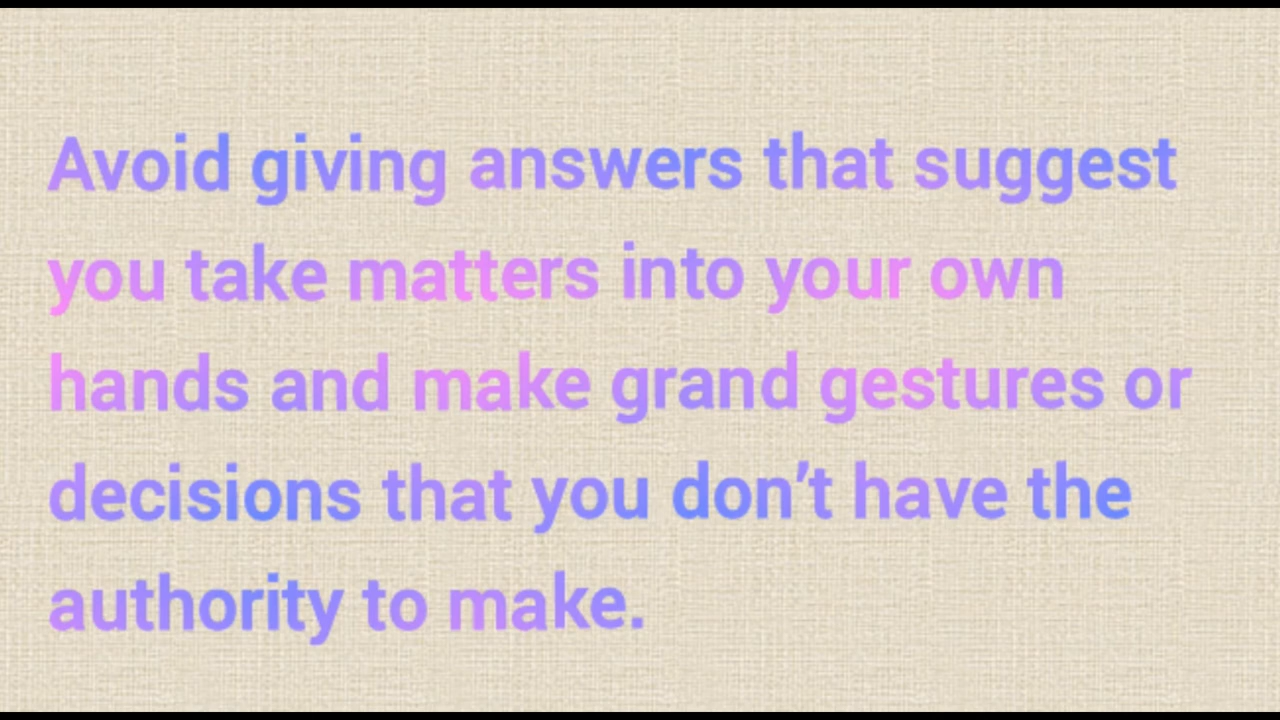 Avoid giving answers that suggest
you take matters into your own
hands and make grand gestures or
decisions that you don’t have the
authority to make.